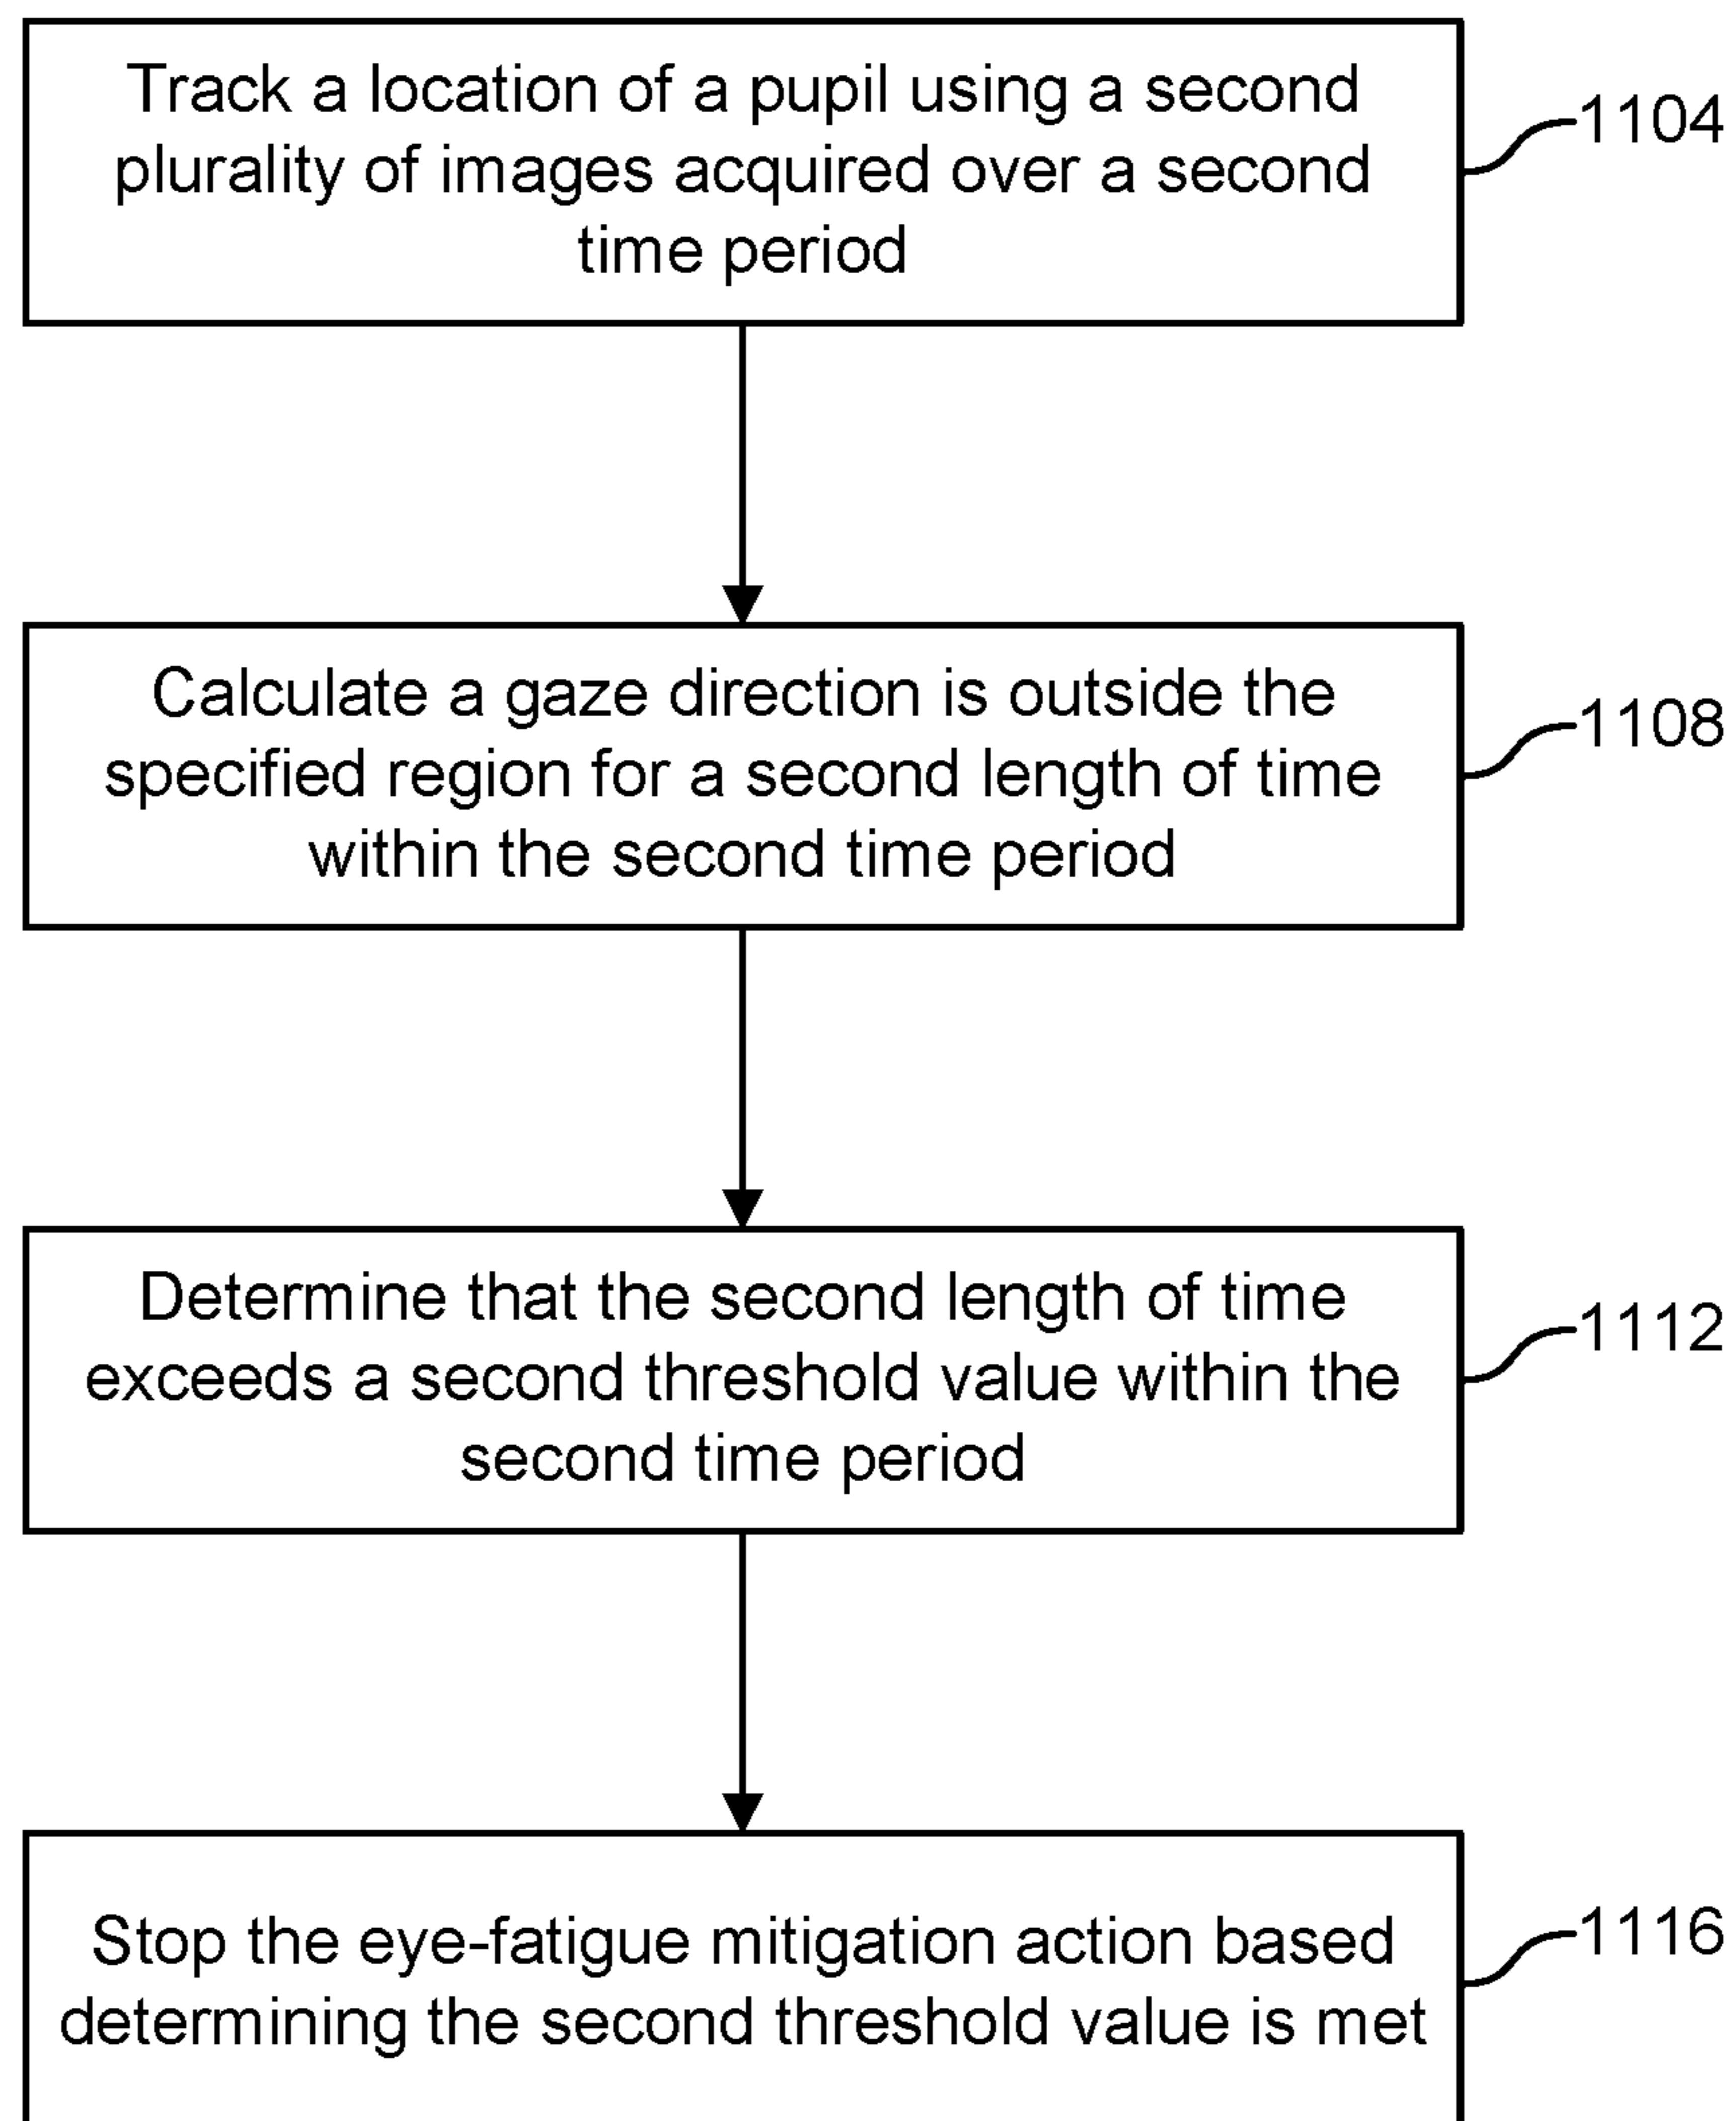 Track a location of a pupil using a second
plurality of images acquired over a second
time period
1104
Calculate a gaze direction is outside the
specified region for a second length of time
within the second time period
1108
Determine that the second length of time
exceeds a second threshold value within the
second time period
1112
Stop the eye-fatigue mitigation action based
determining the second threshold value is met
1116